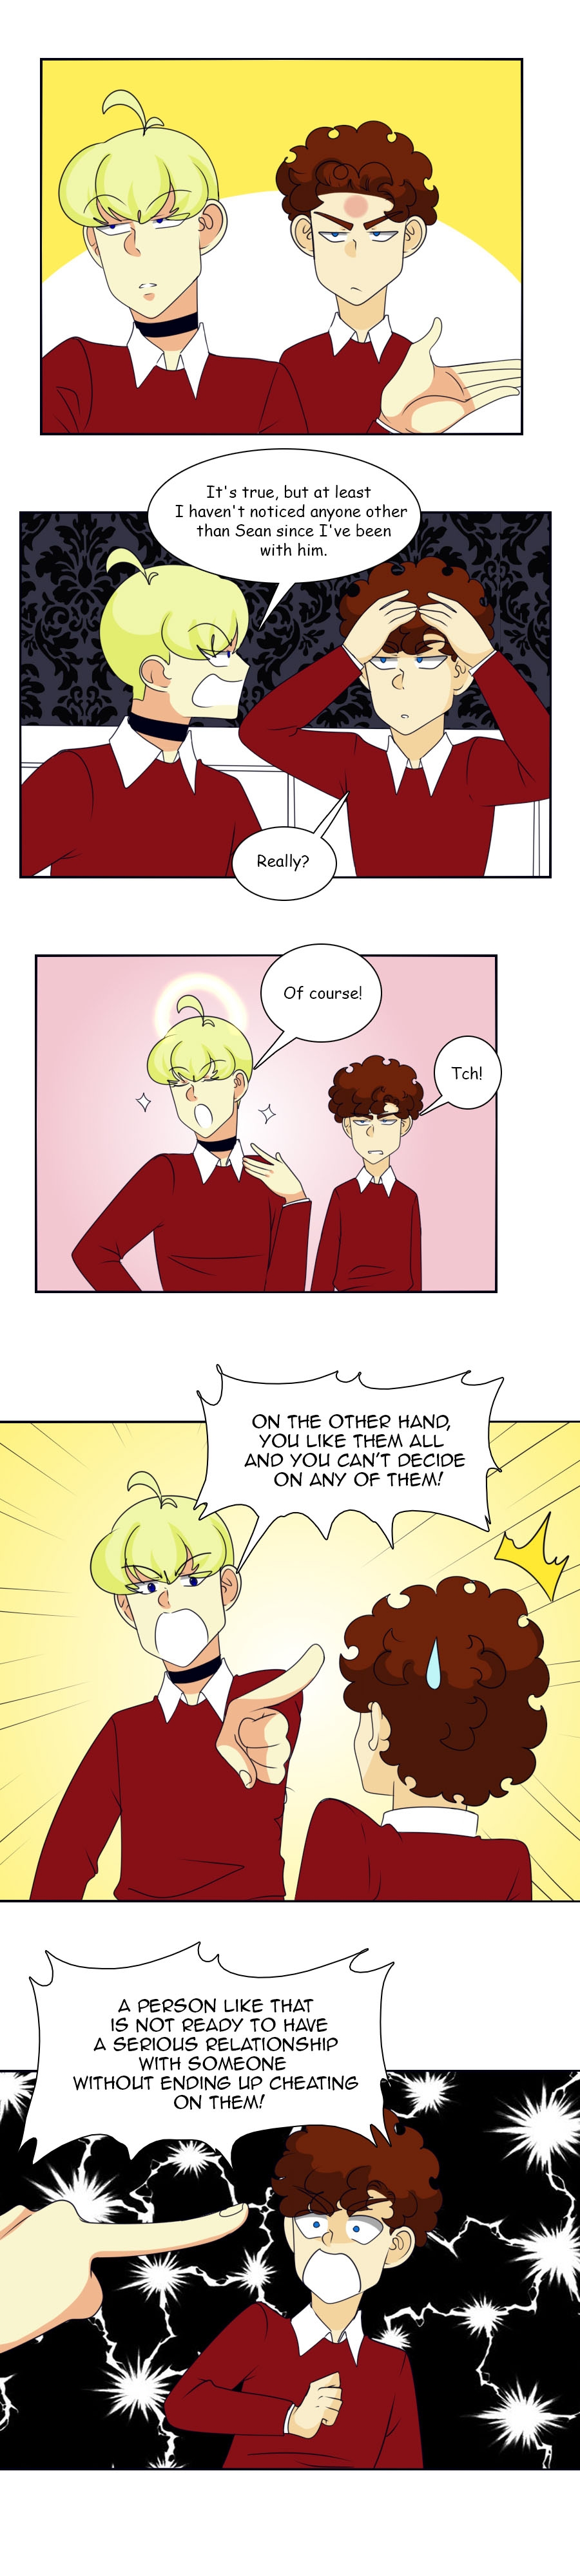 It's true, but at least
I haven't noticed anyone other
than Sean since I've been
with him.
Really?
Of course!
Tch!
ON THE OTHER HAND,
YOU LIKE THEM ALL
AND YOU CAN'T DECIDE
ON ANY OF THEM!
A PERSON LIKE THAT
IS NOT READY TO HAVE
A SERIOUS RELATIONSHIP
WITH SOMEONE
WITHOUT ENDING UP CHEATING
ON THEM!